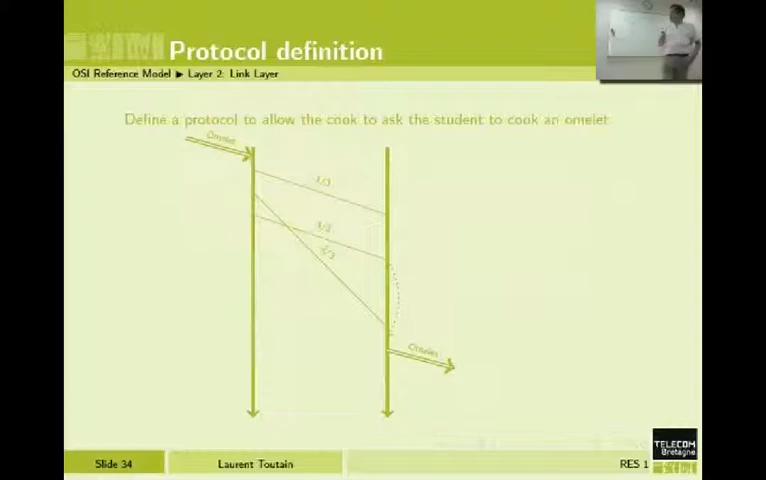 Protocol definition
OSI Reference Model ▶ Layer 2: Link Layer
Define a protocol to allow the cook to ask the student to cook an omelet
Omelet
1/3
3/3
2/3
Omelet
TELECOM
Bretagne
Slide 34
Laurent Toutain
RES 1